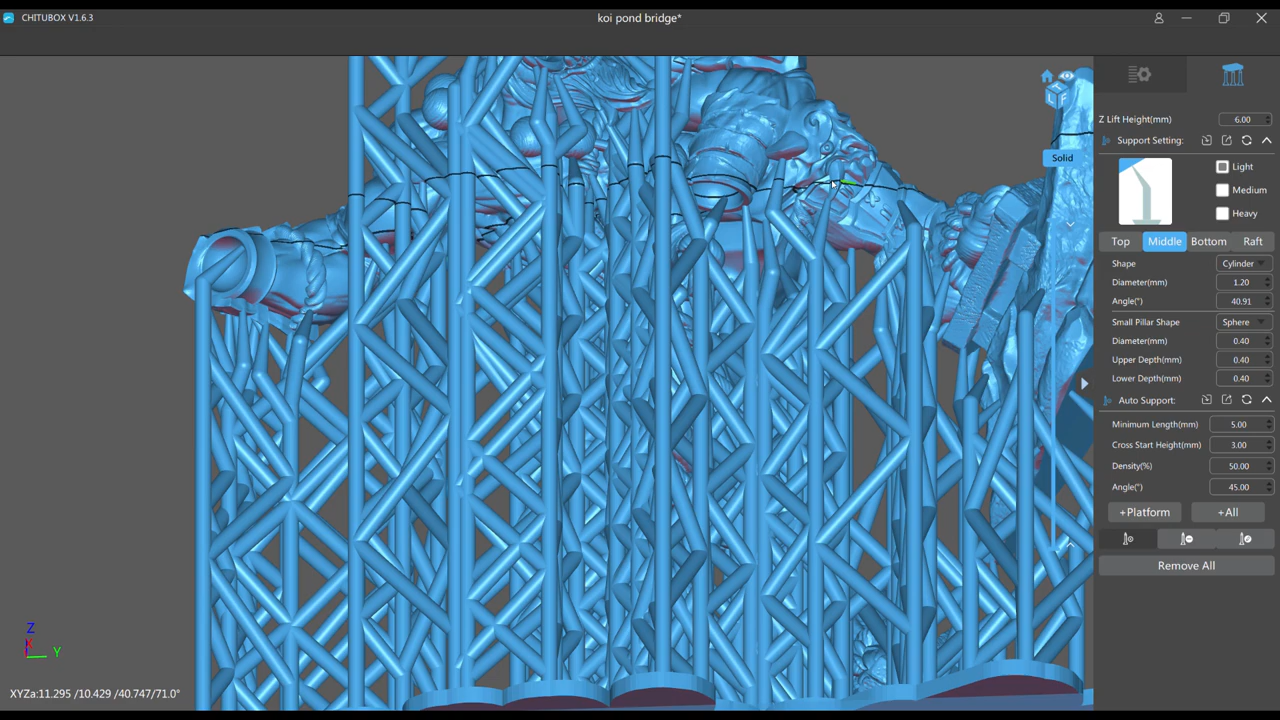 CHITUBOX V1.6.3
koi pond bridge*
Z Lift Height(mm) 6.00
Support Setting:
Solid
Light
Medium
Heavy
Top Middle Bottom Raft
Shape Cylinder
Diameter(mm) 1.20
Angle(°) 40.91
Small Pillar Shape Sphere
Diameter(mm) 0.40
Upper Depth(mm) 0.40
Lower Depth(mm) 0.40
Auto Support:
Minimum Length(mm) 5.00
Cross Start Height(mm) 3.00
Density(%) 50.00
Angle(°) 45.00
+Platform +All
Remove All
Z
X
Y
L F
XYZa:11.295 /10.429 /40.747/71.0°